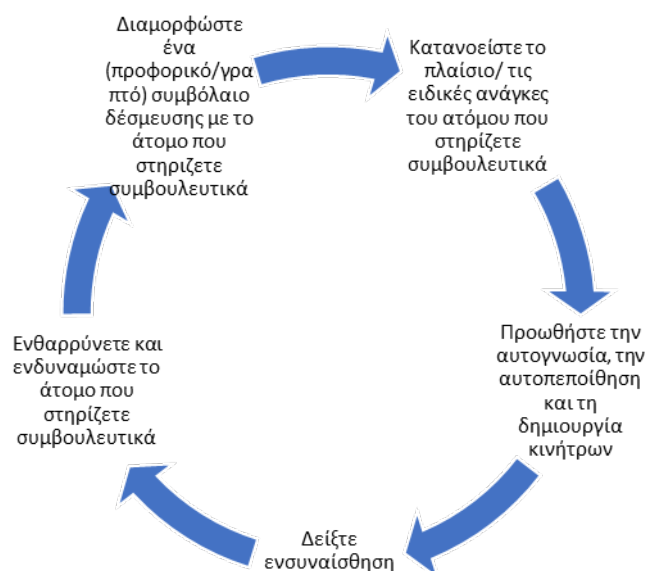 Διαμορφώστε
ένα
(προφορικό/γρα
πτό) συμβόλαιο
δέσμευσης με το
άτομο που
στηριζετε
συμβουλευτικά
Κατανοείστε το
πλαίσιο/ τις
ειδικές ανάγκες
του ατόμου που
στηρίζετε
συμβουλευτικά
Προωθήστε την
αυτογνωσία, την
αυτοπεποίθηση
και τη
δημιουργία
κινήτρων
Δείξτε
ενσυναίσθηση
Ενθαρρύνετε και
ενδυναμώστε το
άτομο που
στηρίζετε
συμβουλευτικά